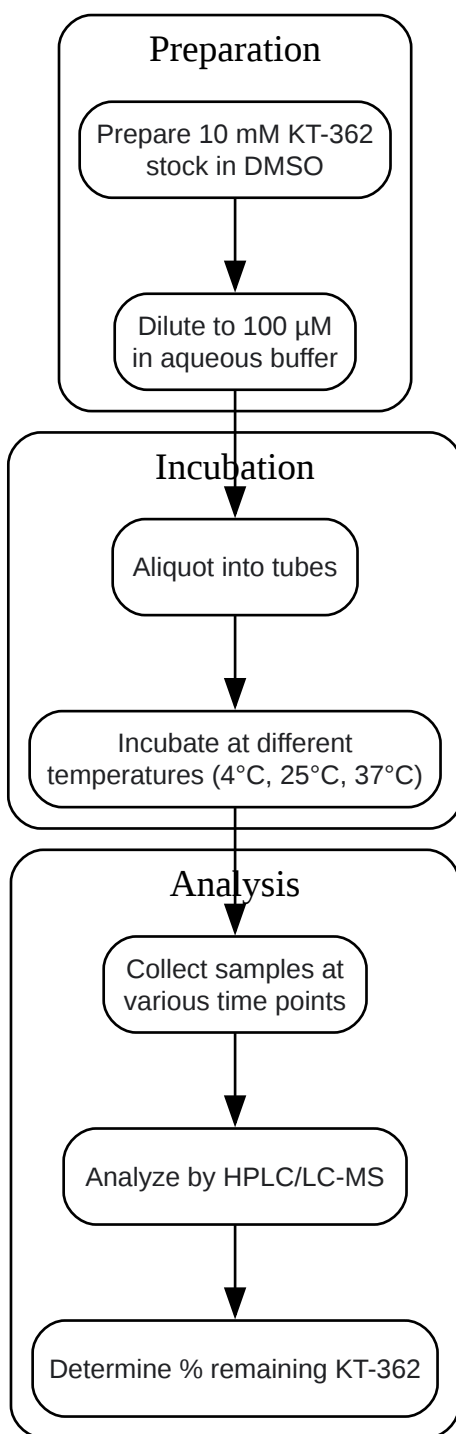 Preparation
Prepare 10 mM KT-362
stock in DMSO
Dilute to 100 µM
in aqueous buffer
Incubation
Aliquot into tubes
Incubate at different
temperatures (4°C, 25°C, 37°C)
Analysis
Collect samples at
various time points
Analyze by HPLC/LC-MS
Determine % remaining KT-362